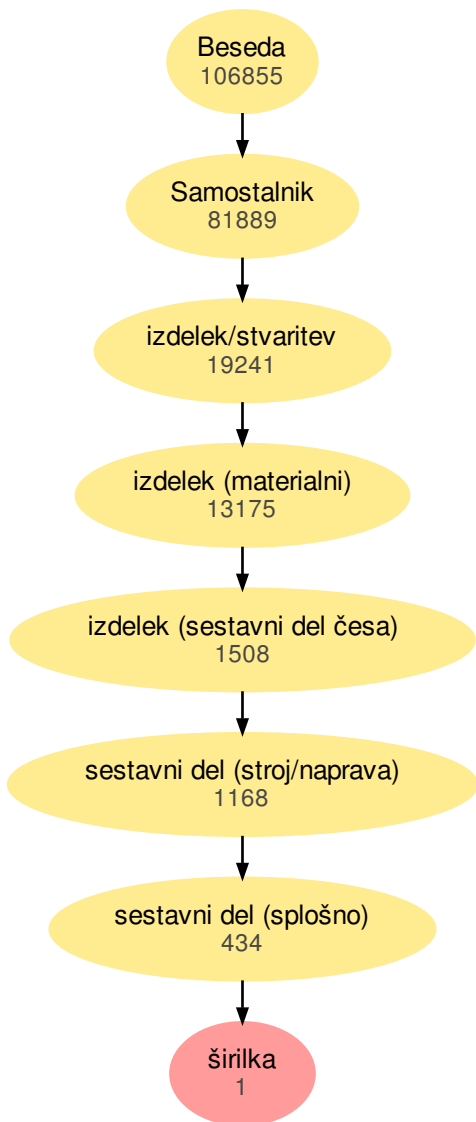 Beseda
106855
Samostalnik
81889
izdelek/stvaritev
19241
izdelek (materialni)
13175
izdelek (sestavni del česa)
1508
sestavni del (stroj/naprava)
1168
sestavni del (splošno)
434
širilka
1